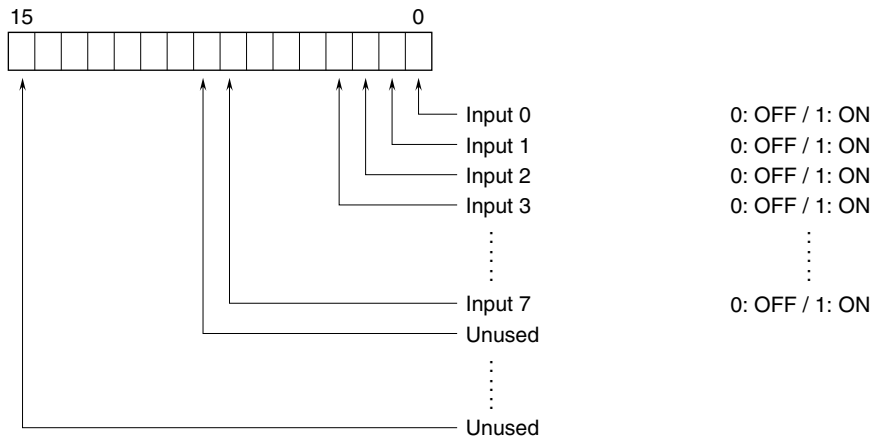 15 0
Input 0 0: OFF / 1: ON
Input 1 0: OFF / 1: ON
Input 2 0: OFF / 1: ON
Input 3 0: OFF / 1: ON
Input 7 0: OFF / 1: ON
Unused
Unused